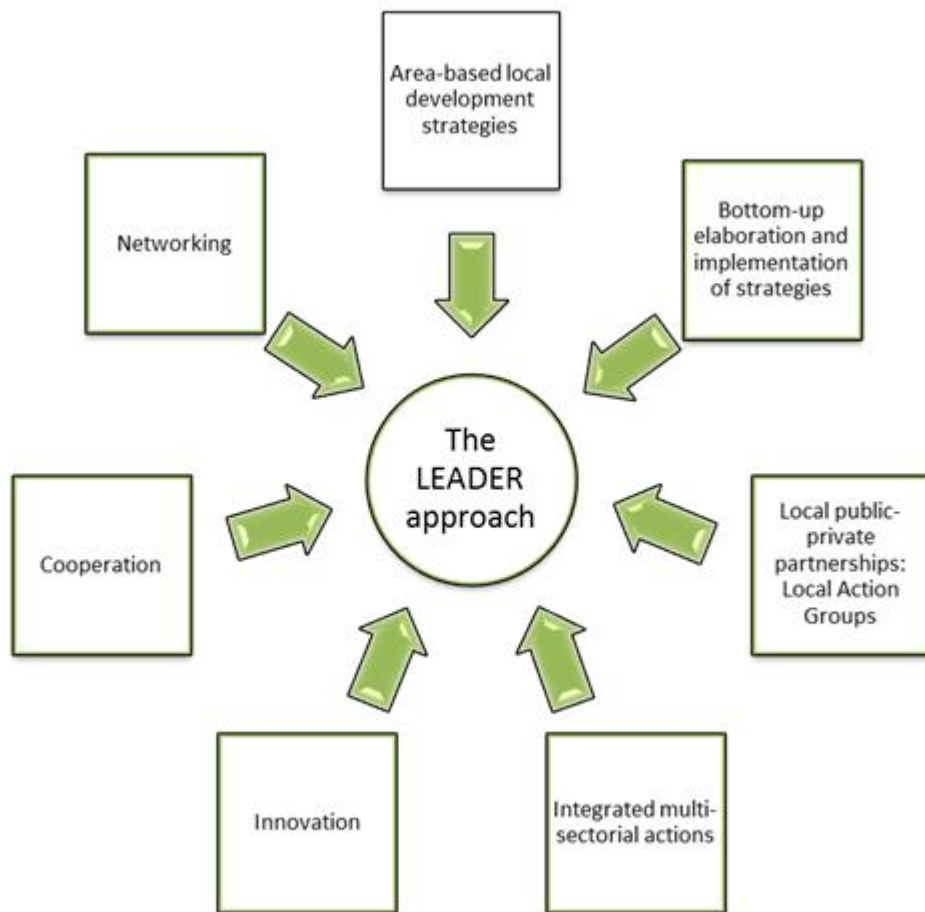 Area-based local
development
strategies
Networking
Bottom-up
elaboration and
implementation
of strategies
The
LEADER
approach
Cooperation
Local public-
private
partnerships:
Local Action
Groups
Innovation
Integrated multi-
sectorial actions